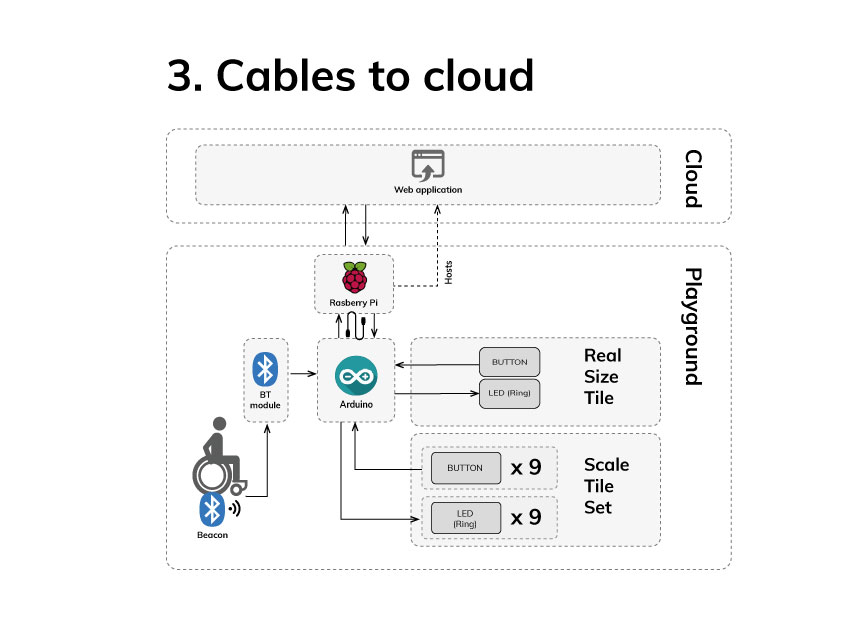 3. Cables to cloud
Cloud
Web application
Playground
Hosts
Rasberry Pi
BT
module
Arduino
BUTTON
LED (Ring)
Real
Size
Tile
BUTTON
x 9
LED
(Ring)
x 9
Scale
Tile
Set
Beacon